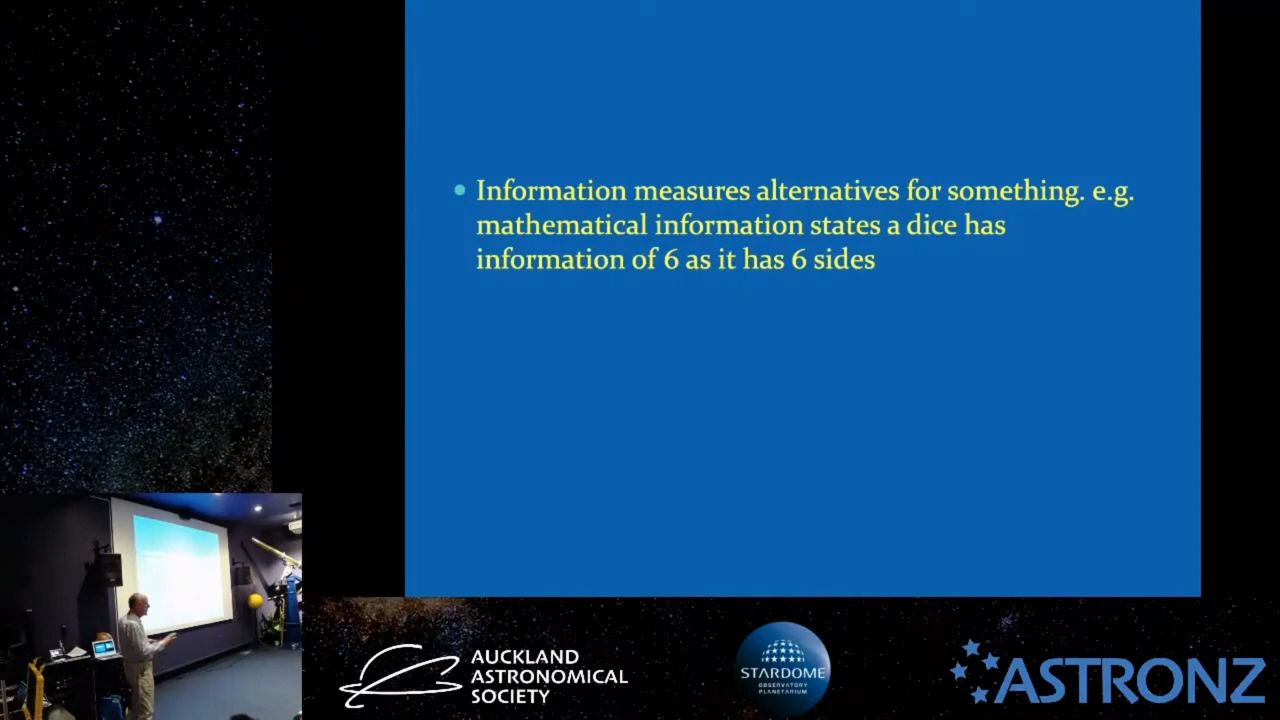 Information measures alternatives for something. e.g.
mathematical information states a dice has
information of 6 as it has 6 sides
AUCKLAND
ASTRONOMICAL
SOCIETY
STARDOME
OBSERVATORY
PLANETARIUM
ASTRONZ